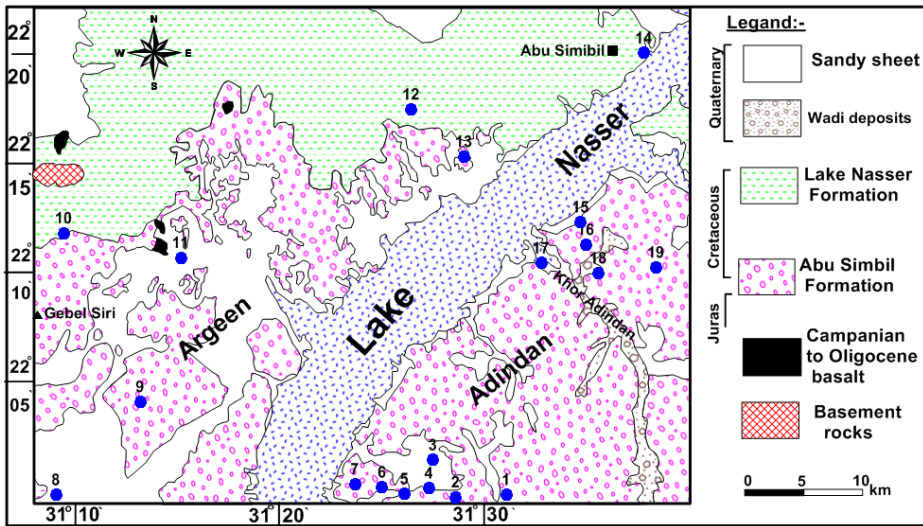 22°
20`
22°
15`
22°
10`
22°
05`
N
W E
S
Abu Simibil
14
12
13
10
11
15
16
17
18
19
Gebel Siri
Argeen
Lake
Nasser
Khor Adindan
Adindan
9
8
7
6
5
4
3
2
1
31°10
31°20
31°30
Legand:-
Quaternary
Sandy sheet
Wadi deposits
Cretaceous
Lake Nasser
Formation
Abu Simbil
Formation
Juras
Campanian
to Oligocene
basalt
Basement
rocks
0 5 10
km